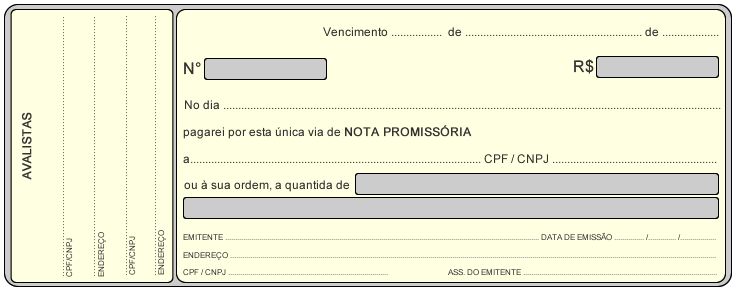 AVALISTAS
CPF/CNPJ
ENDEREÇO
CPF/CNPJ
ENDEREÇO
Vencimento ................. de ........................................................ de .................
N° R$
No dia ................................................................................
pagarei por esta única via de NOTA PROMISSÓRIA
a................................................................ CPF / CNPJ ........................................
ou à sua ordem, a quantida de
EMITENTE ................................................................ DATA DE EMISSÃO ........... /........... /...........
ENDEREÇO ................................................................................
CPF / CNPJ ........................................ ASS. DO EMITENTE ........................................